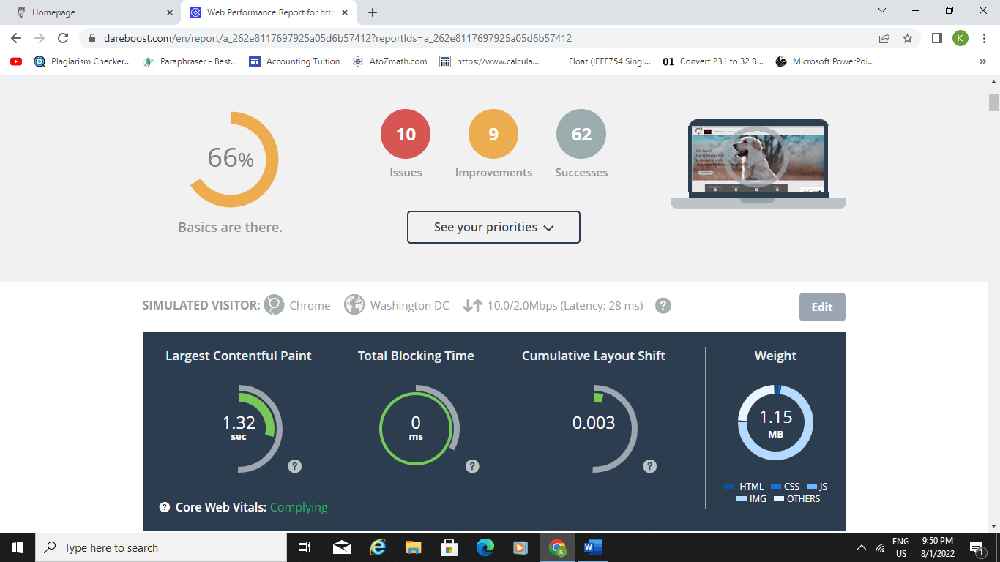 Homepage
Web Performance Report for http
dareboost.com/en/report/a_262e8117697925a05d6b57412?reportIds=a_262e8117697925a05d6b57412
K
Plagiarism Checker...
Paraphraser - Best...
Accounting Tuition
AtoZmath.com
https://www.calcula...
Float (IEEE754 Singl...
01 Convert 231 to 32 B...
Microsoft PowerPoi...
»
66%
Basics are there.
10
Issues
9
Improvements
62
Successes
We Care!!
See your priorities
SIMULATED VISITOR: Chrome Washington DC 10.0/2.0Mbps (Latency: 28 ms) ?
Edit
Largest Contentful Paint
1.32
sec
?
Total Blocking Time
0
ms
?
Cumulative Layout Shift
0.003
?
Weight
1.15
MB
HTML CSS JS
IMG OTHERS
? Core Web Vitals: Complying
Type here to search
K
W
ENG
US
9:50 PM
8/1/2022
1